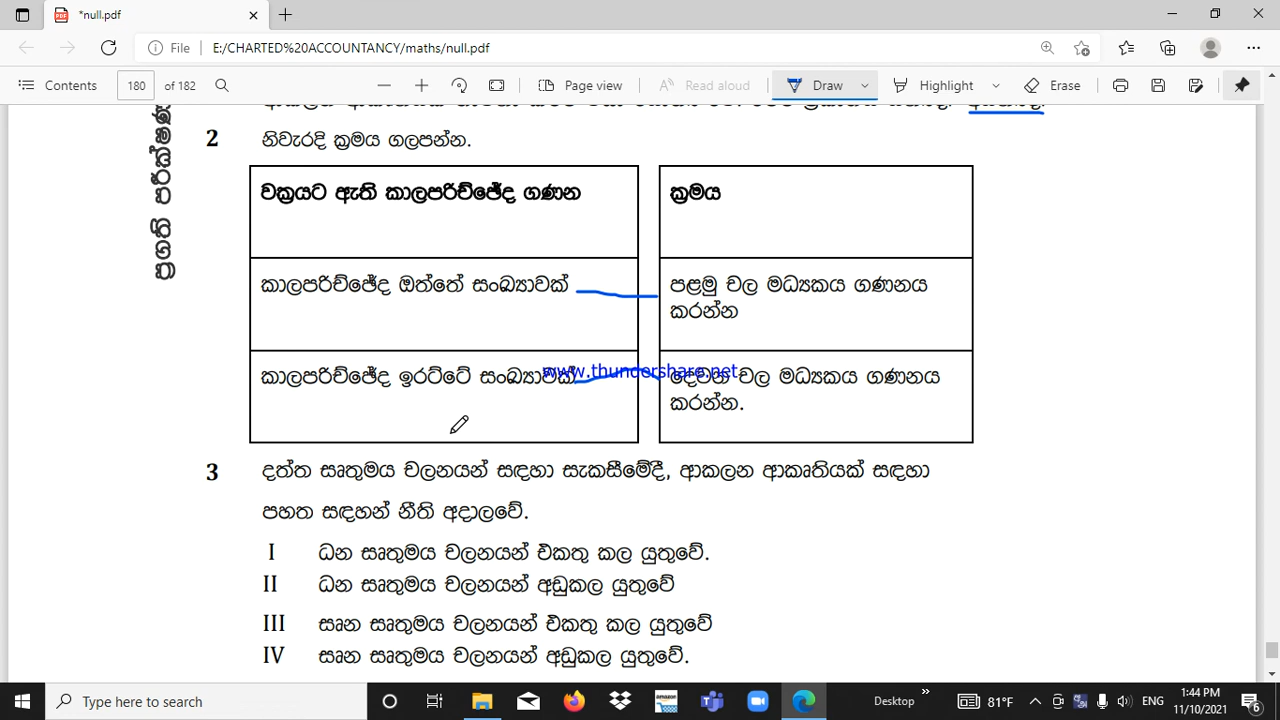 *null.pdf
File
E:/CHARTED%20ACCOUNTANCY/maths/null.pdf
Contents
180
of 182
Page view
Read aloud
Draw
Highlight
Erase
2
නිවැරදි ක්‍රමය ගලපන්න.
වක්‍රයට ඇති කාලපරිච්ඡේද ගණන
ක්‍රමය
කාලපරිච්ඡේද ඔත්තේ සංඛ්‍යාවක්
පළමු චල මධ්‍යකය ගණනය
කරන්න
කාලපරිච්ඡේද ඉරට්ටේ සංඛ්‍යාවක්
www.thundershare.net
දෙවන චල මධ්‍යකය ගණනය
කරන්න.
3
දත්ත සෘතුමය චලනයන් සඳහා සැකසීමේදී, ආකලන ආකෘතියක් සඳහා
පහත සඳහන් නීති අදාලවේ.
I ධන සෘතුමය චලනයන් එකතු කල යුතුවේ.
II ධන සෘතුමය චලනයන් අඩුකල යුතුවේ
III සෘන සෘතුමය චලනයන් එකතු කල යුතුවේ
IV සෘන සෘතුමය චලනයන් අඩුකල යුතුවේ.
Type here to search
Desktop
81°F
ENG
1:44 PM
11/10/2021
6